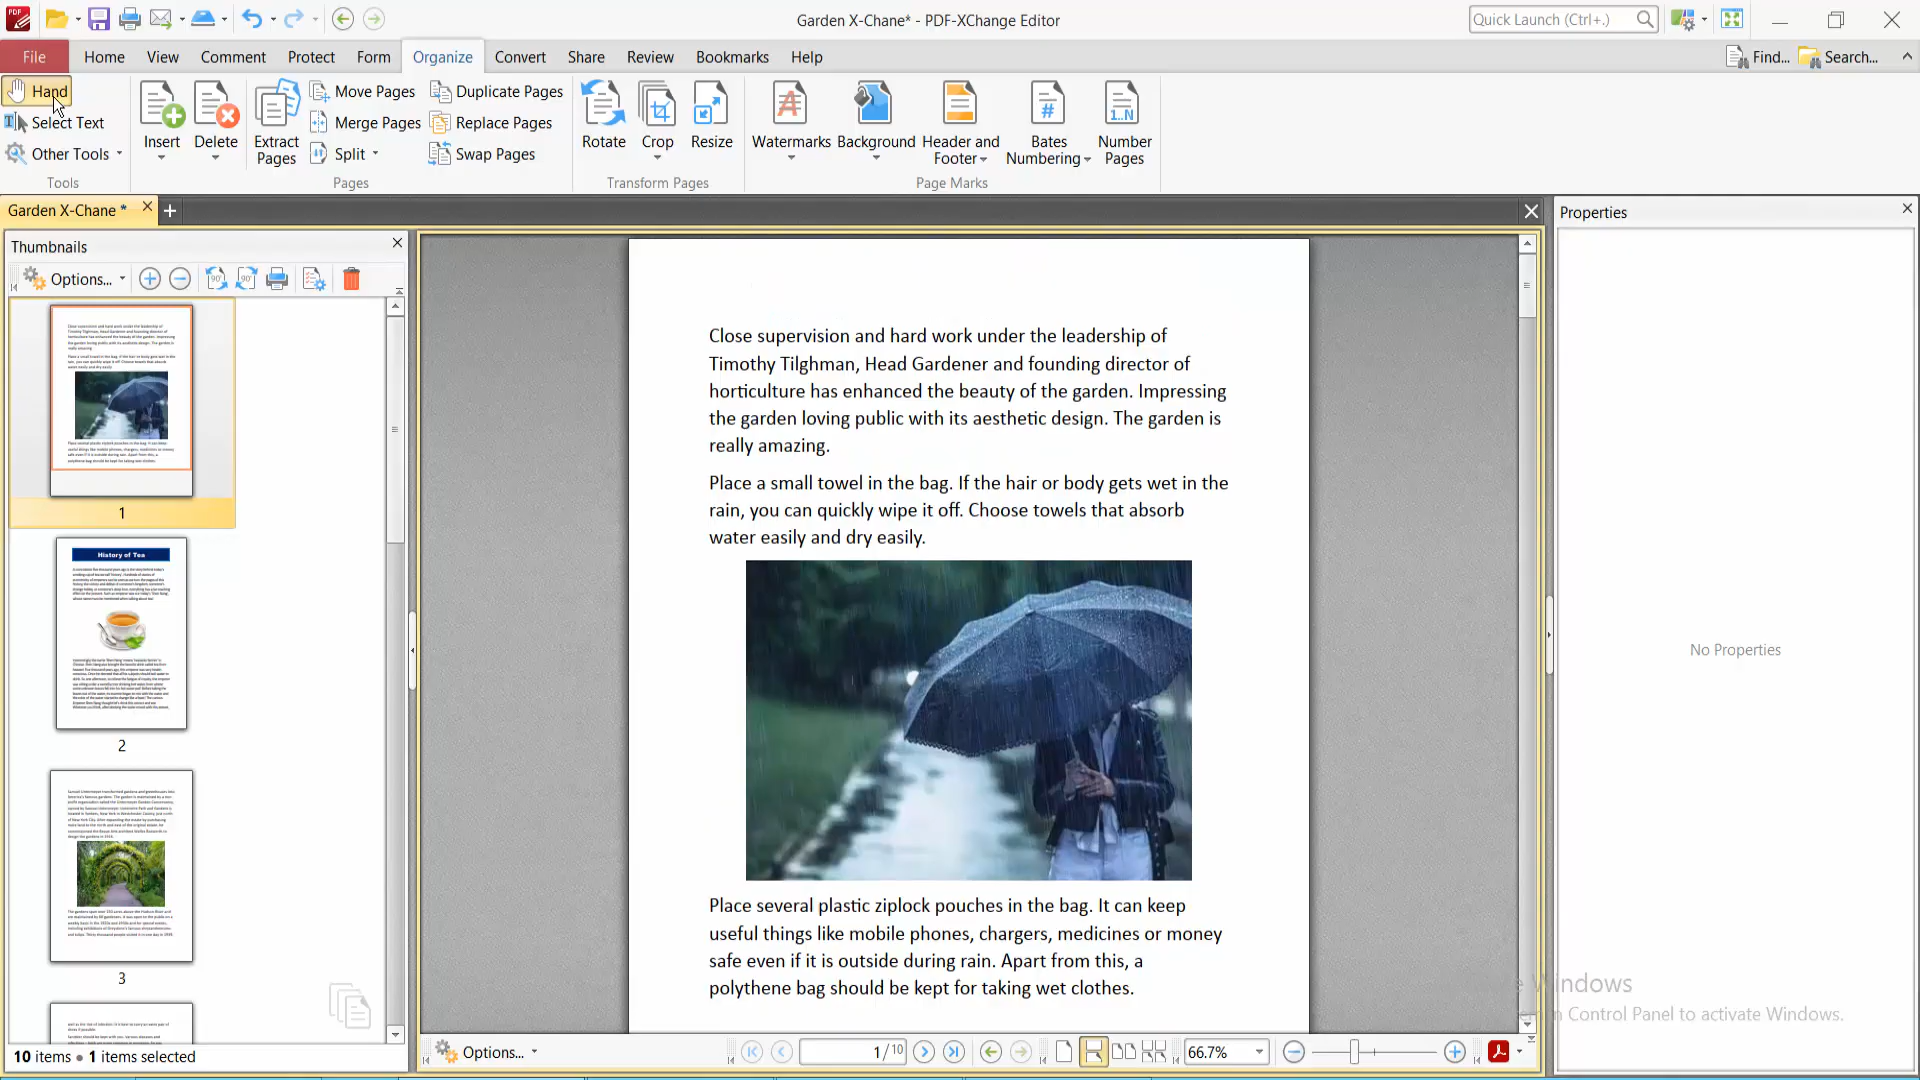 PDF
Garden X-Chane* - PDF-XChange Editor
Quick Launch (Ctrl+.)
File
Home
View
Comment
Protect
Form
Organize
Convert
Share
Review
Bookmarks
Help
Find...
Search...
Hand
Select Text
Other Tools
Tools
Insert
Delete
Extract
Pages
Move Pages
Merge Pages
Split
Duplicate Pages
Replace Pages
Swap Pages
Pages
Rotate
Crop
Resize
Transform Pages
Watermarks
Background
Header and
Footer
Bates
Numbering
Number
Pages
Page Marks
Garden X-Chane *
Thumbnails
Options...
1
History of Tea
2
3
10 items • 1 items selected
Close supervision and hard work under the leadership of
Timothy Tilghman, Head Gardener and founding director of
horticulture has enhanced the beauty of the garden. Impressing
the garden loving public with its aesthetic design. The garden is
really amazing.
Place a small towel in the bag. If the hair or body gets wet in the
rain, you can quickly wipe it off. Choose towels that absorb
water easily and dry easily.
Place several plastic ziplock pouches in the bag. It can keep
useful things like mobile phones, chargers, medicines or money
safe even if it is outside during rain. Apart from this, a
polythene bag should be kept for taking wet clothes.
Options...
1 / 10
66.7%
Properties
No Properties
Windows
Control Panel to activate Windows.